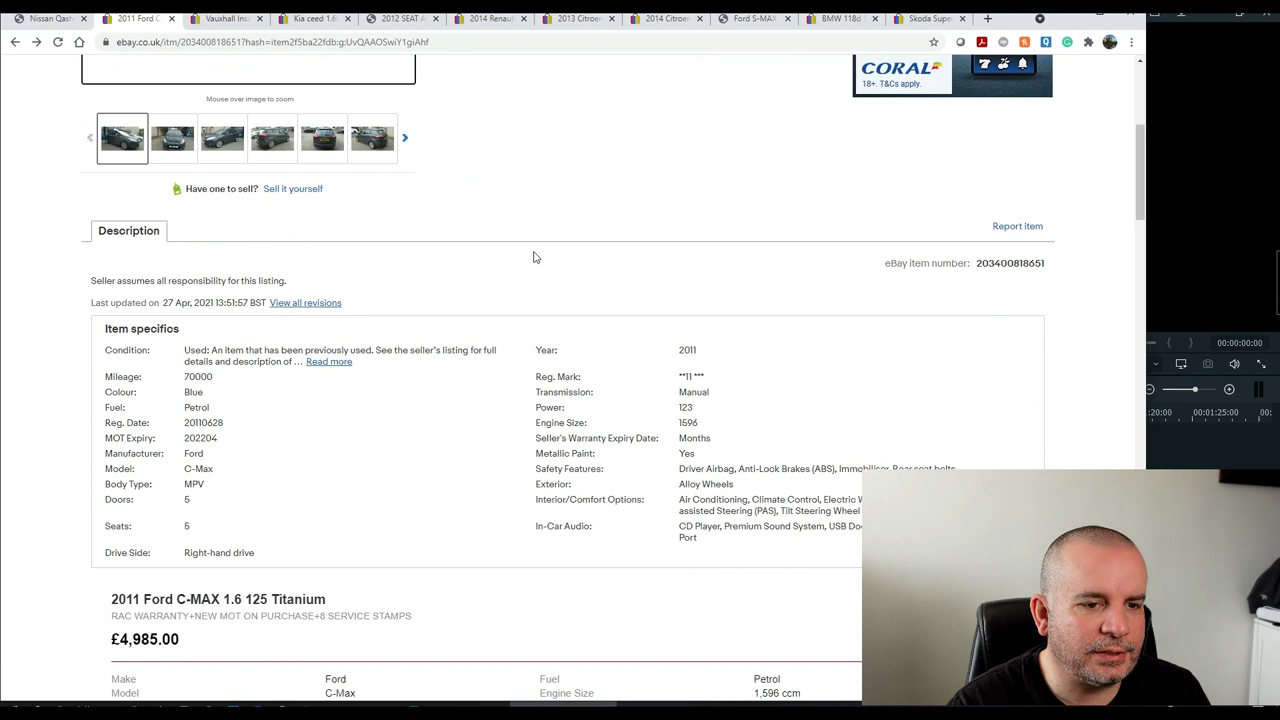 Nissan Qash
2011 Ford C-
Vauxhall Insi
Kia ceed 1.6
2012 SEAT A
2014 Renaul
2013 Citroen
2014 Citroen
Ford S-MAX
BMW 118d
Skoda Supe
ebay.co.uk/itm/203400818651?hash=item2f5ba22fdb:g:UvQAAOSwiY1giAhf
CORAL
18+. T&Cs apply.
Mouse over image to zoom
Have one to sell? Sell it yourself
Description
Report item
eBay item number: 203400818651
Seller assumes all responsibility for this listing.
Last updated on 27 Apr, 2021 13:51:57 BST View all revisions
Item specifics
Condition: Used: An item that has been previously used. See the seller's listing for full
details and description of ... Read more
Year: 2011
Mileage: 70000
Reg. Mark: **11 ***
Colour: Blue
Transmission: Manual
Fuel: Petrol
Power: 123
Reg. Date: 20110628
Engine Size: 1596
MOT Expiry: 202204
Seller's Warranty Expiry Date: Months
Manufacturer: Ford
Metallic Paint: Yes
Model: C-Max
Safety Features: Driver Airbag, Anti-Lock Brakes (ABS), Immobiliser, Rear seat belts
Body Type: MPV
Exterior: Alloy Wheels
Doors: 5
Interior/Comfort Options: Air Conditioning, Climate Control, Electric
assisted Steering (PAS), Tilt Steering Wheel
Seats: 5
In-Car Audio: CD Player, Premium Sound System, USB
Port
Drive Side: Right-hand drive
2011 Ford C-MAX 1.6 125 Titanium
RAC WARRANTY+NEW MOT ON PURCHASE+8 SERVICE STAMPS
£4,985.00
Make Ford
Fuel Petrol
Model C-Max
Engine Size 1,596 ccm
00:00:00:00
:20:00 00:01:25:00 00: